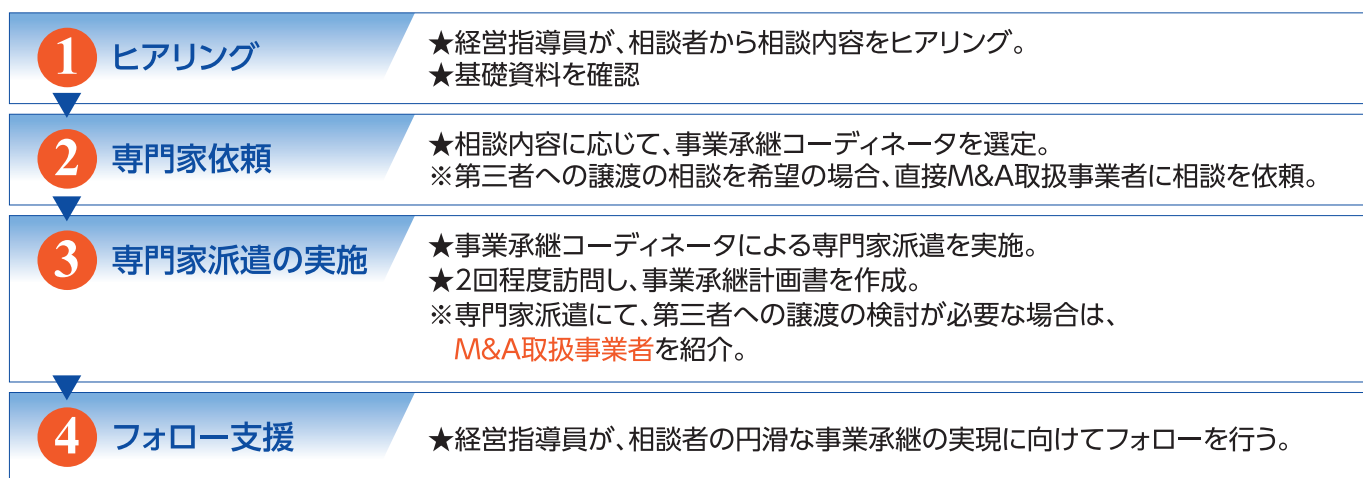 1 ヒアリング
★経営指導員が、相談者から相談内容をヒアリング。
★基礎資料を確認
2 専門家依頼
★相談内容に応じて、事業承継コーディネータを選定。
※第三者への譲渡の相談を希望の場合、直接M&A取扱事業者に相談を依頼。
3 専門家派遣の実施
★事業承継コーディネータによる専門家派遣を実施。
★2回程度訪問し、事業承継計画書を作成。
※専門家派遣にて、第三者への譲渡の検討が必要な場合は、
M&A取扱事業者を紹介。
4 フォロー支援
★経営指導員が、相談者の円滑な事業承継の実現に向けてフォローを行う。